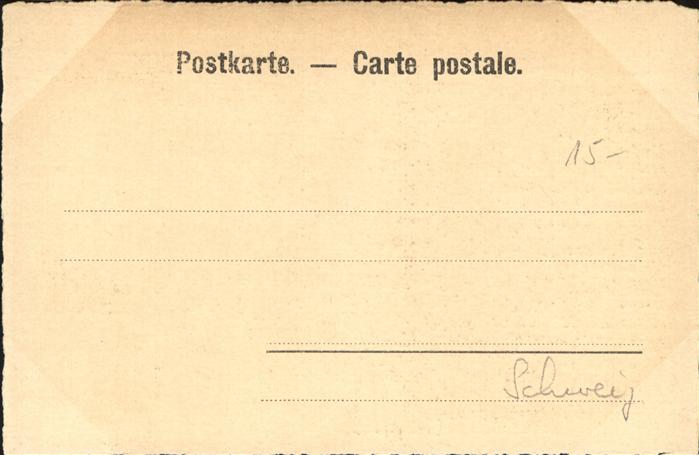 Postkarte. — Carte postale.
15-
Schweiz